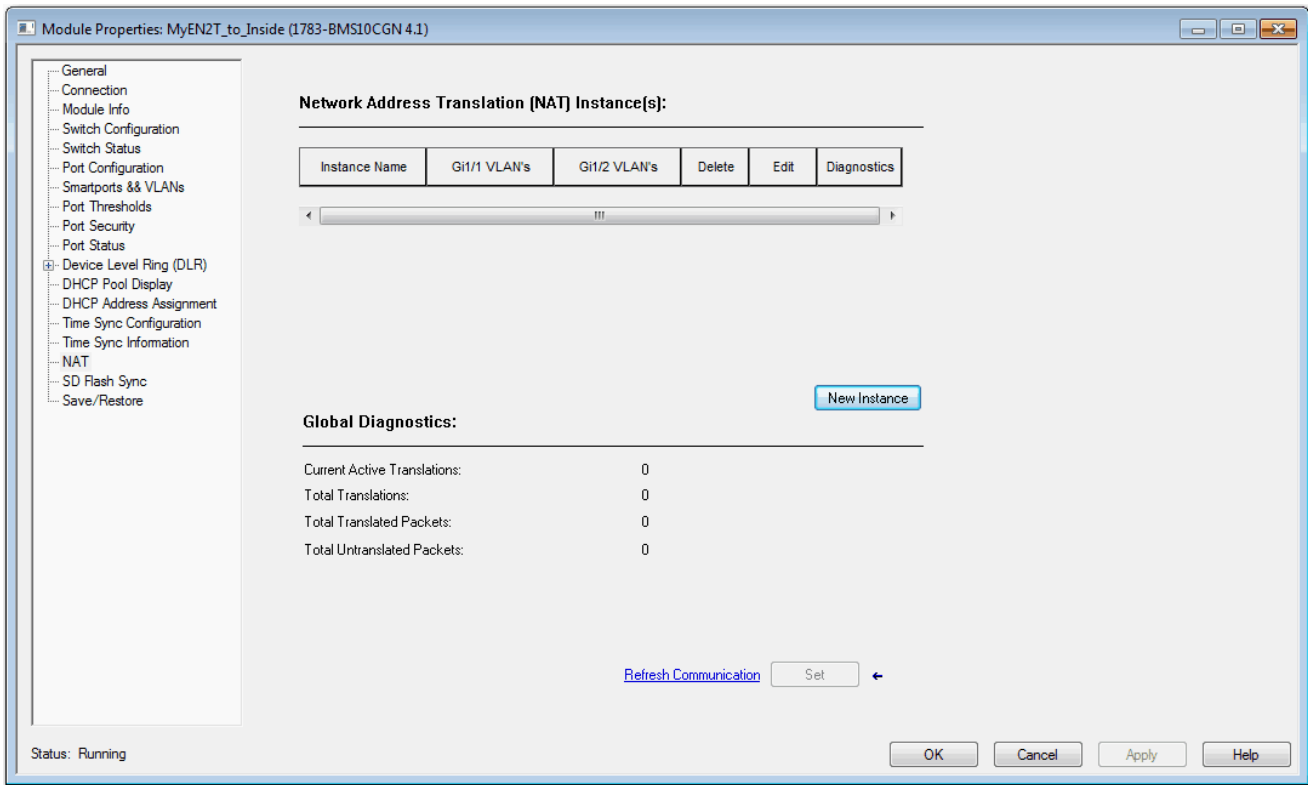 Module Properties: MyEN2T_to_Inside (1783-BMS10CGN 4.1)
General
Connection
Module Info
Switch Configuration
Switch Status
Port Configuration
Smartports && VLANs
Port Thresholds
Port Security
Port Status
Device Level Ring (DLR)
DHCP Pool Display
DHCP Address Assignment
Time Sync Configuration
Time Sync Information
NAT
SD Flash Sync
Save/Restore
Network Address Translation (NAT) Instance(s):
Instance Name Gi1/1 VLAN's Gi1/2 VLAN's Delete Edit Diagnostics
New Instance
Global Diagnostics:
Current Active Translations: 0
Total Translations: 0
Total Translated Packets: 0
Total Untranslated Packets: 0
Refresh Communication Set
Status: Running
OK Cancel Apply Help